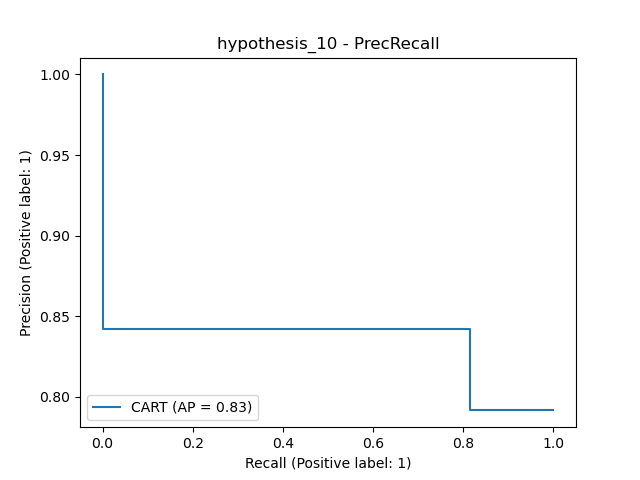 hypothesis_10 - PrecRecall
1.00
0.95
0.90
0.85
0.80
Precision (Positive label: 1)
CART (AP = 0.83)
0.0 0.2 0.4 0.6 0.8 1.0
Recall (Positive label: 1)